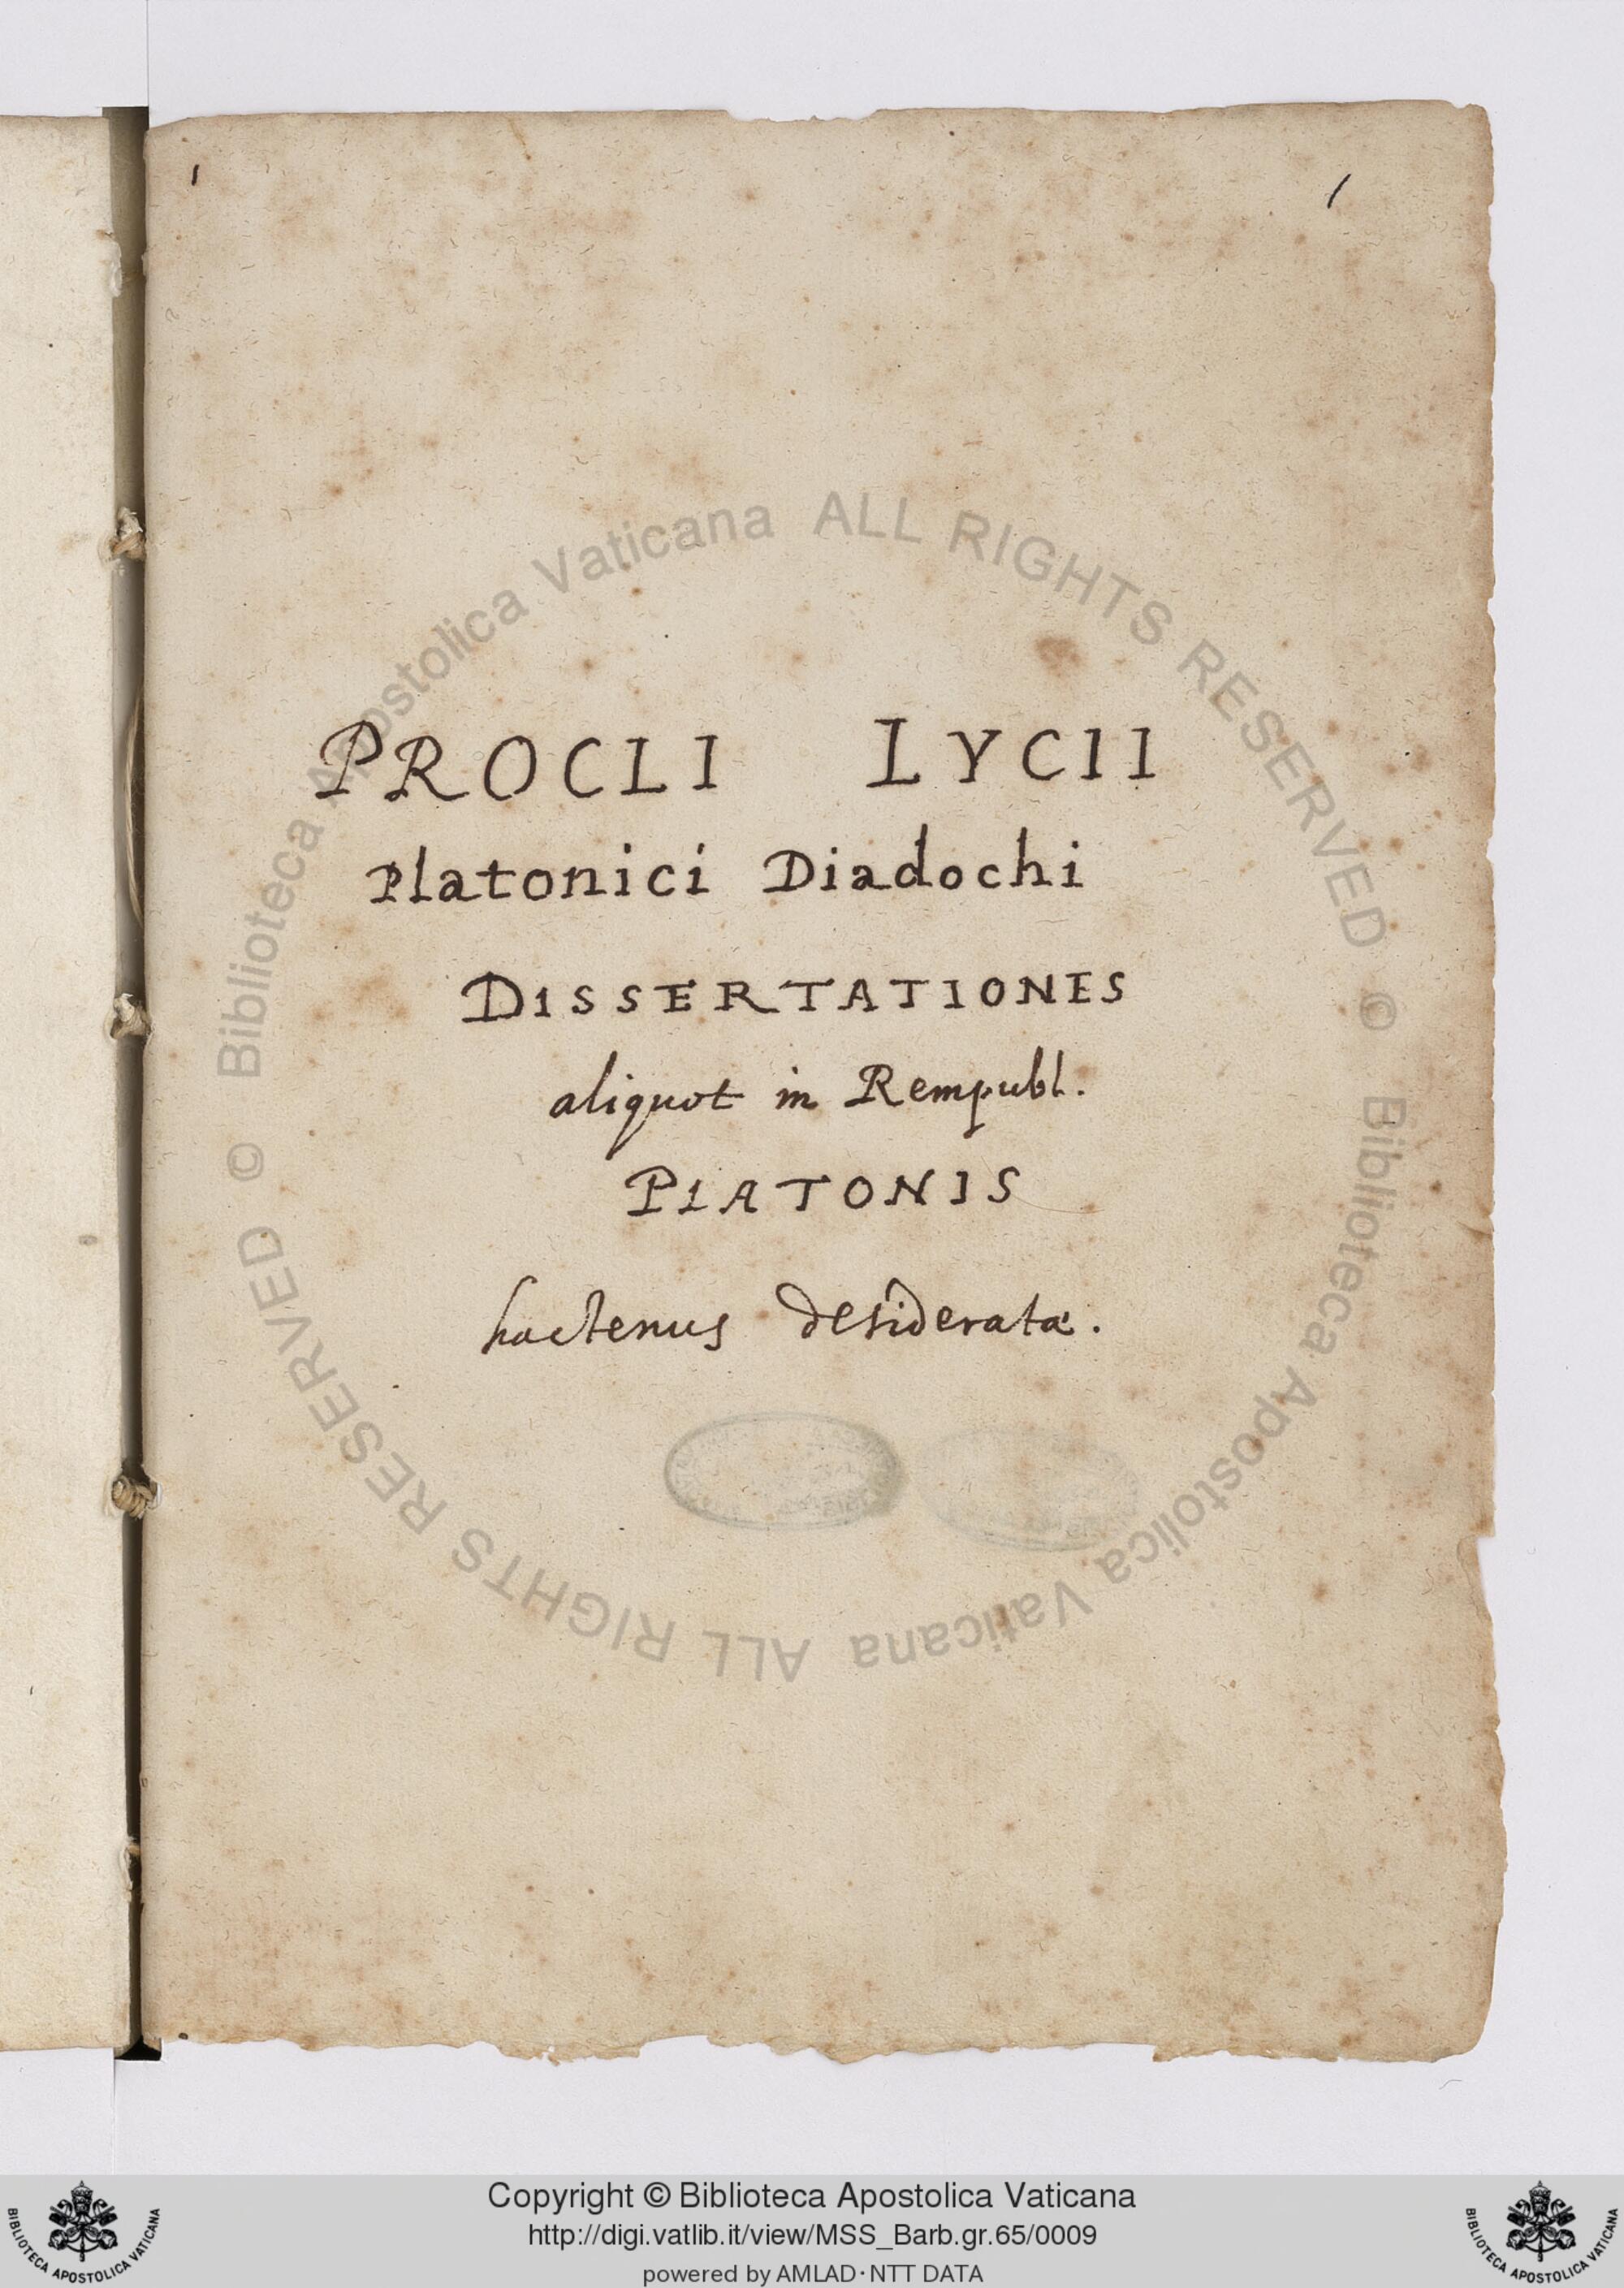 1
1
PROCLI LYCII
Platonici Diadochi
DISSERTATIONES
aliquot in Rempubl.
PLATONIS
hactenus desideratæ.
© Biblioteca Apostolica Vaticana ALL RIGHTS RESERVED
© Biblioteca Apostolica Vaticana ALL RIGHTS RESERVED
Copyright © Biblioteca Apostolica Vaticana
http://digi.vatlib.it/view/MSS_Barb.gr.65/0009
powered by AMLAD·NTT DATA
BIBLIOTECA APOSTOLICA VATICANA
BIBLIOTECA APOSTOLICA VATICANA